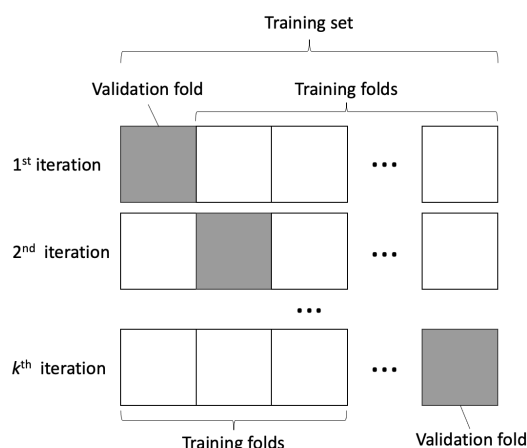 Training set
Validation fold
Training folds
1st iteration
...
2nd iteration
...
...
kth iteration
...
Training folds
Validation fold